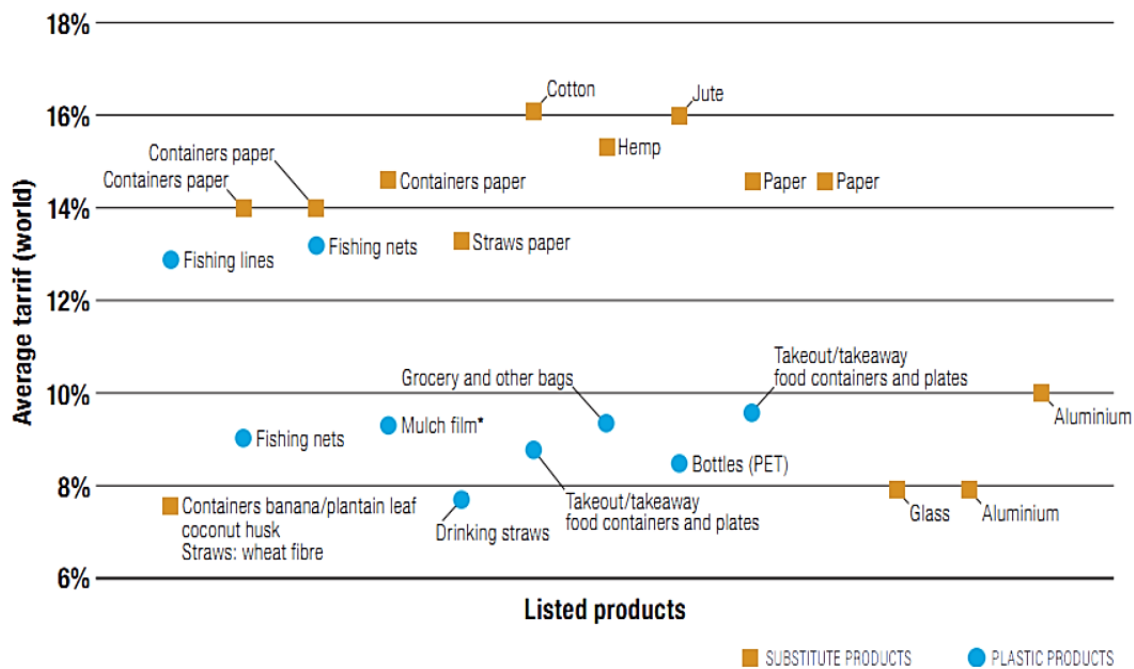 18%
Cotton
Jute
16%
Containers paper
Hemp
Containers paper
Containers paper
Paper
Paper
14%
Straws paper
Fishing nets
Fishing lines
12%
Average tarrif (world)
Takeout/takeaway
food containers and plates
Grocery and other bags
10%
Aluminium
Mulch film*
Fishing nets
Bottles (PET)
8%
Containers banana/plantain leaf
coconut husk
Straws: wheat fibre
Drinking straws
Takeout/takeaway
food containers and plates
Glass
Aluminium
6%
Listed products
SUBSTITUTE PRODUCTS
PLASTIC PRODUCTS